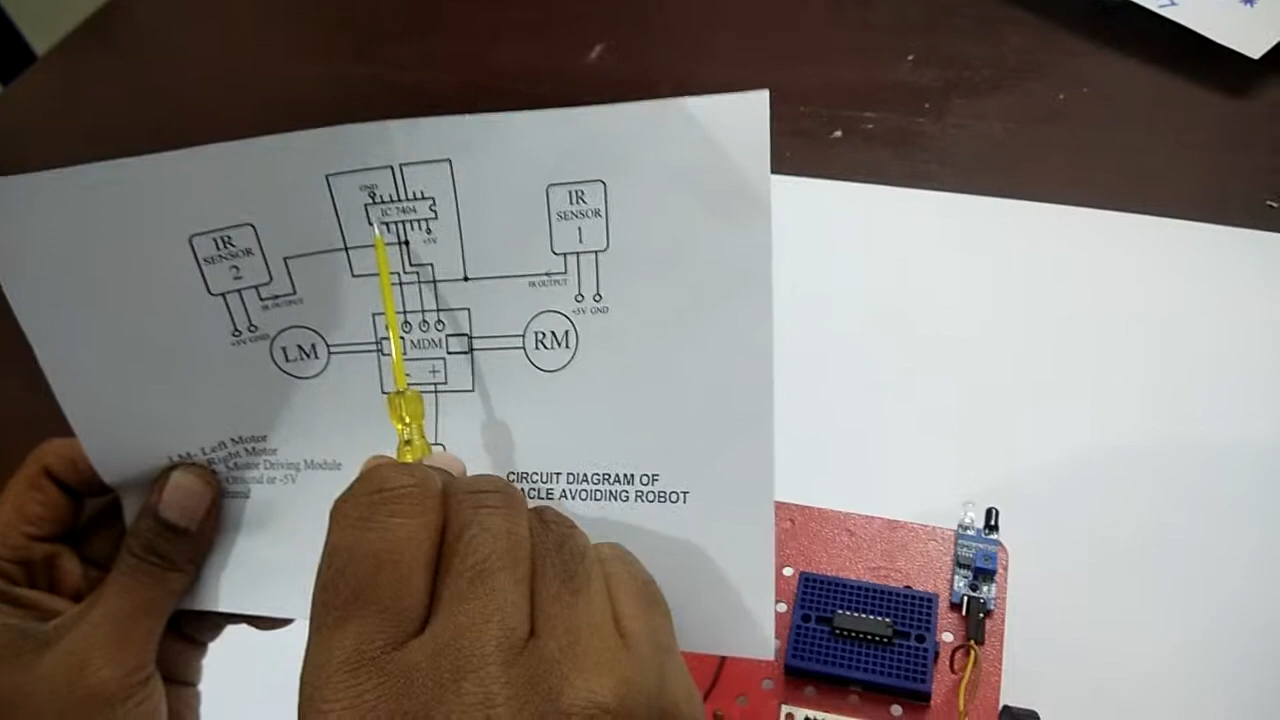 GND
IC 7404
+5V
IR
SENSOR
1
IR OUTPUT
+5V GND
IR
SENSOR
2
IR OUTPUT
+5V GND
LM
MDM
RM
- +
LM- Left Motor
Right Motor
Motor Driving Module
Ground or -5V
CIRCUIT DIAGRAM OF
ACLE AVOIDING ROBOT